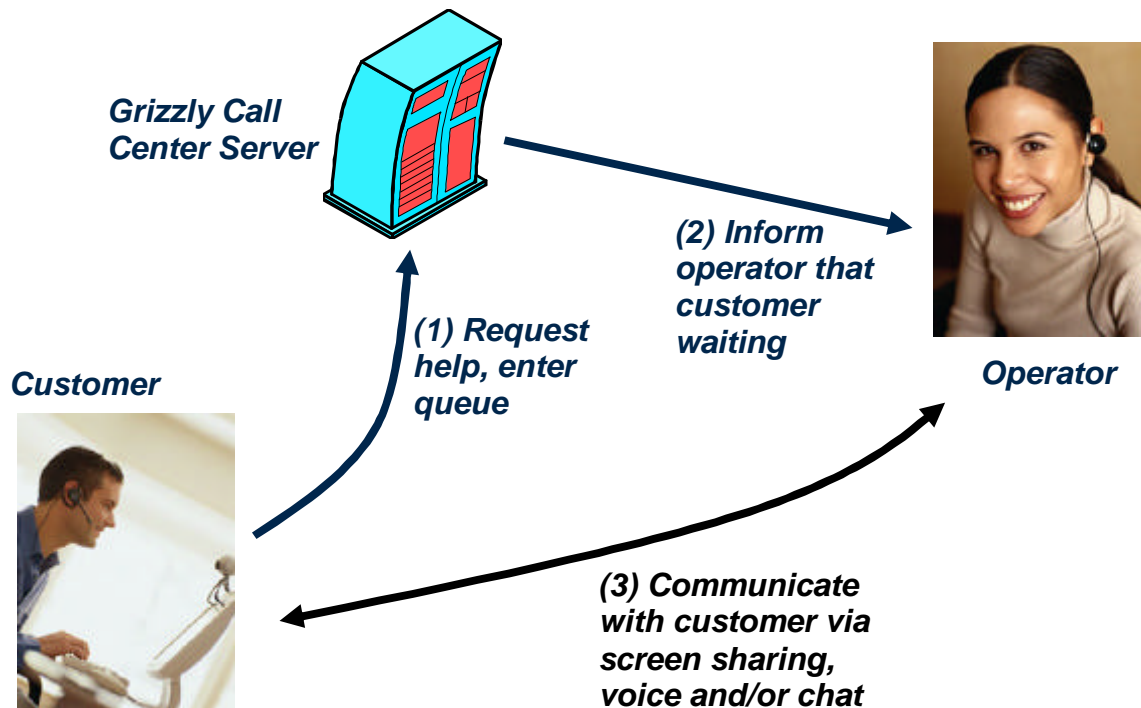 Grizzly Call
Center Server
(2) Inform
operator that
customer
waiting
(1) Request
help, enter
queue
Customer
Operator
(3) Communicate
with customer via
screen sharing,
voice and/or chat